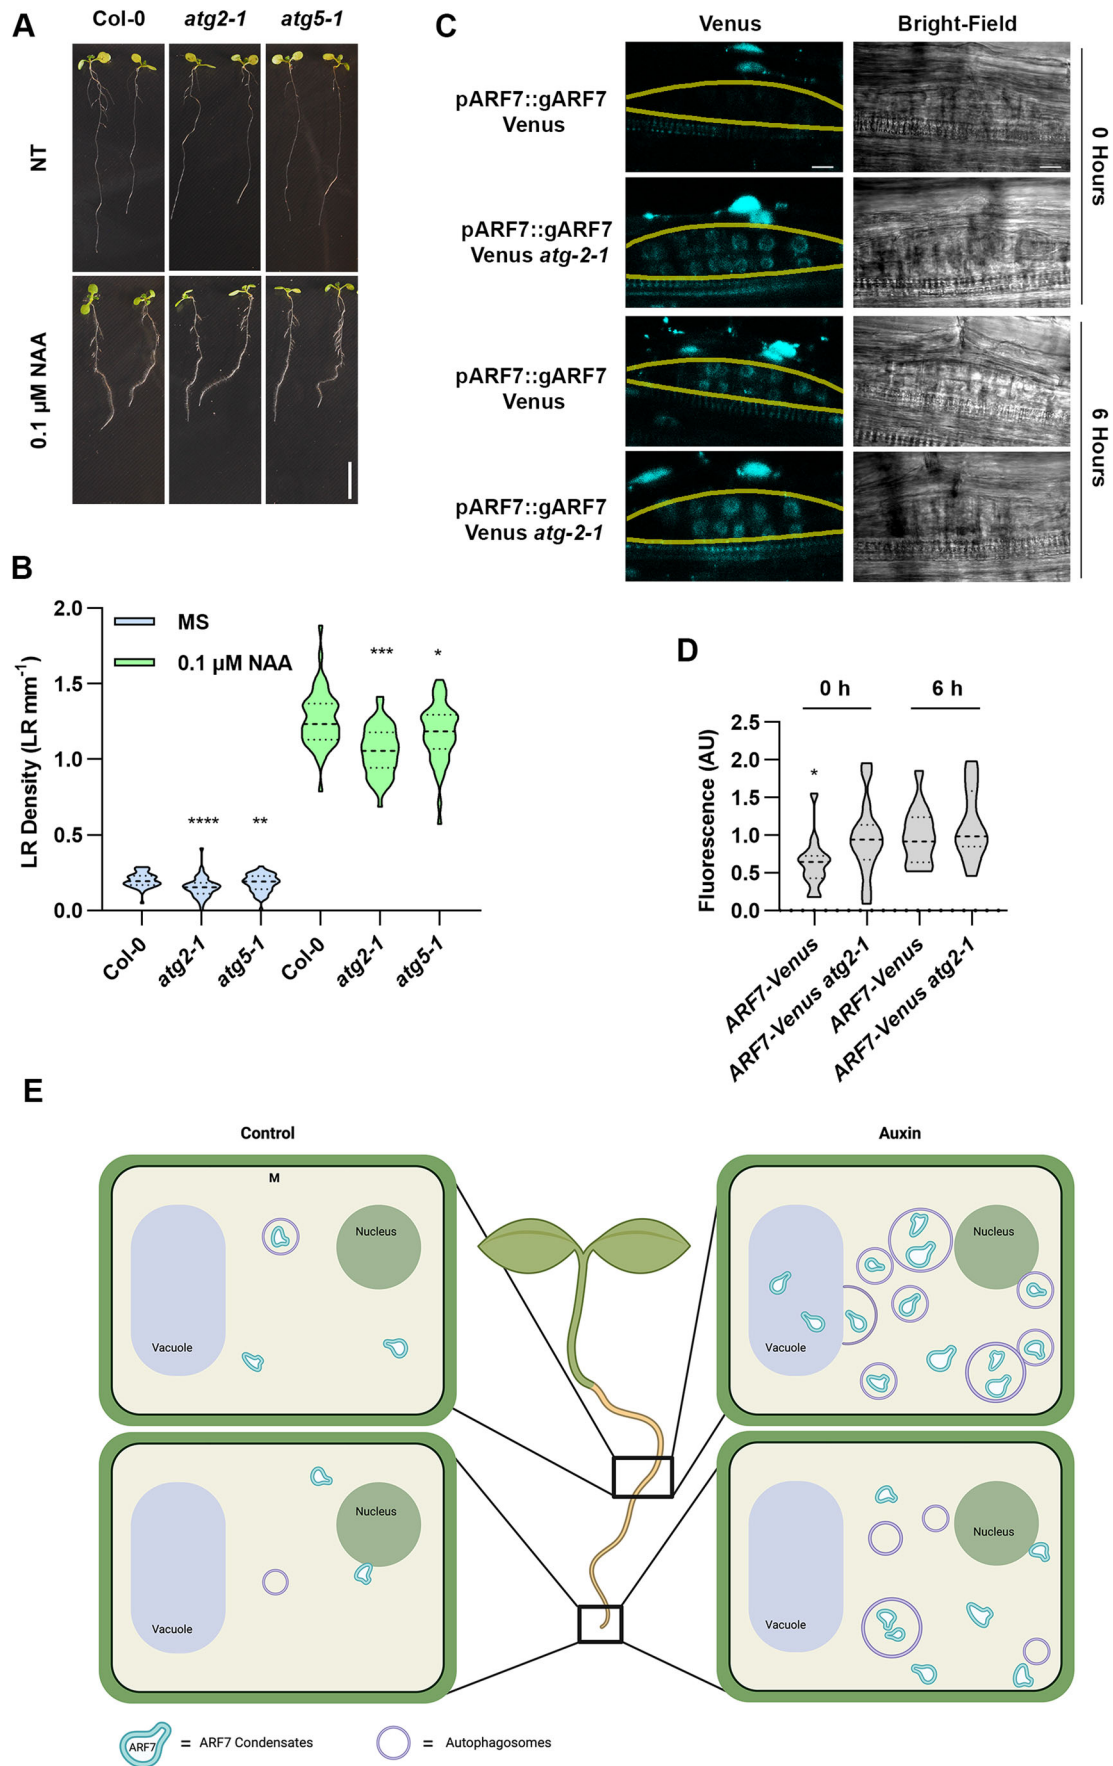 A
Col-0 atg2-1 atg5-1
NT
0.1 µM NAA
B
LR Density (LR mm⁻¹)
2.0
1.5
1.0
0.5
0.0
MS
0.1 µM NAA
**** **
*** *
Col-0
atg2-1
atg5-1
Col-0
atg2-1
atg5-1
C
Venus Bright-Field
pARF7::gARF7
Venus
pARF7::gARF7
Venus atg-2-1
0 Hours
pARF7::gARF7
Venus
pARF7::gARF7
Venus atg-2-1
6 Hours
D
0 h 6 h
Fluorescence (AU)
2.5
2.0
1.5
1.0
0.5
0.0
*
ARF7-Venus
ARF7-Venus atg2-1
ARF7-Venus
ARF7-Venus atg2-1
E
Control Auxin
M
Nucleus
Vacuole
Nucleus
Vacuole
Nucleus
Vacuole
Nucleus
Vacuole
ARF7 = ARF7 Condensates = Autophagosomes